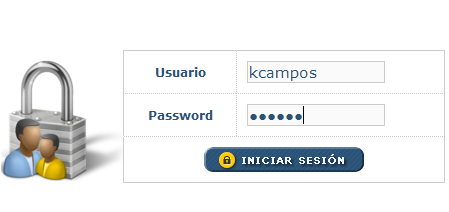 Usuario
kcampos
Password
●●●●●●
INICIAR SESIÓN